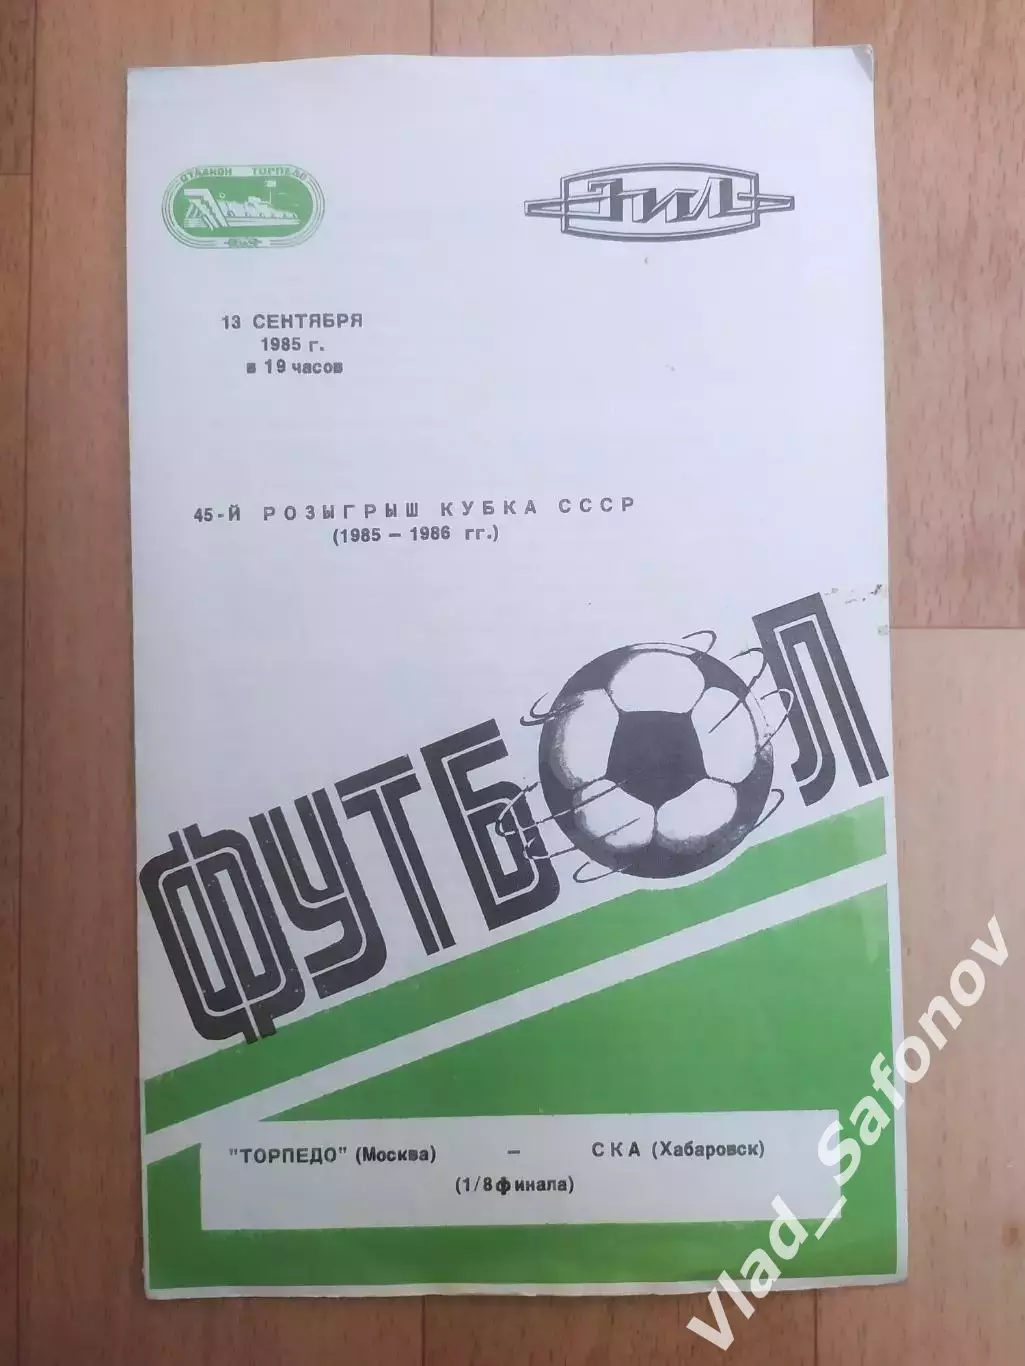 СТАДИОН ТОРПЕДО
ЗИЛ
13 СЕНТЯБРЯ
1985 г.
в 19 часов
45-Й РОЗЫГРЫШ КУБКА СССР
(1985 – 1986 гг.)
ФУТБОЛ
"ТОРПЕДО" (Москва) – СКА (Хабаровск)
(1/8 финала)
Vlad_Safonov